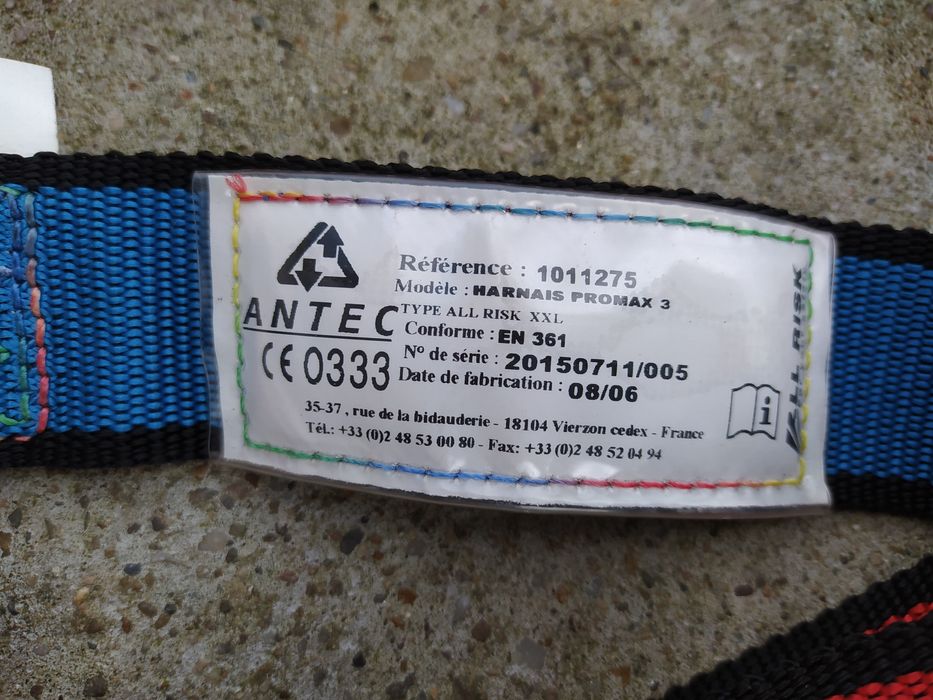 ANTEC
CE 0333
Référence : 1011275
Modèle : HARNAIS PROMAX 3
TYPE ALL RISK XXL
Conforme : EN 361
N° de série : 20150711/005
Date de fabrication : 08/06
35-37 , rue de la bidauderie - 18104 Vierzon cedex - France
Tél.: +33 (0)2 48 53 00 80 - Fax: +33 (0)2 48 52 04 94
i
ALL RISK